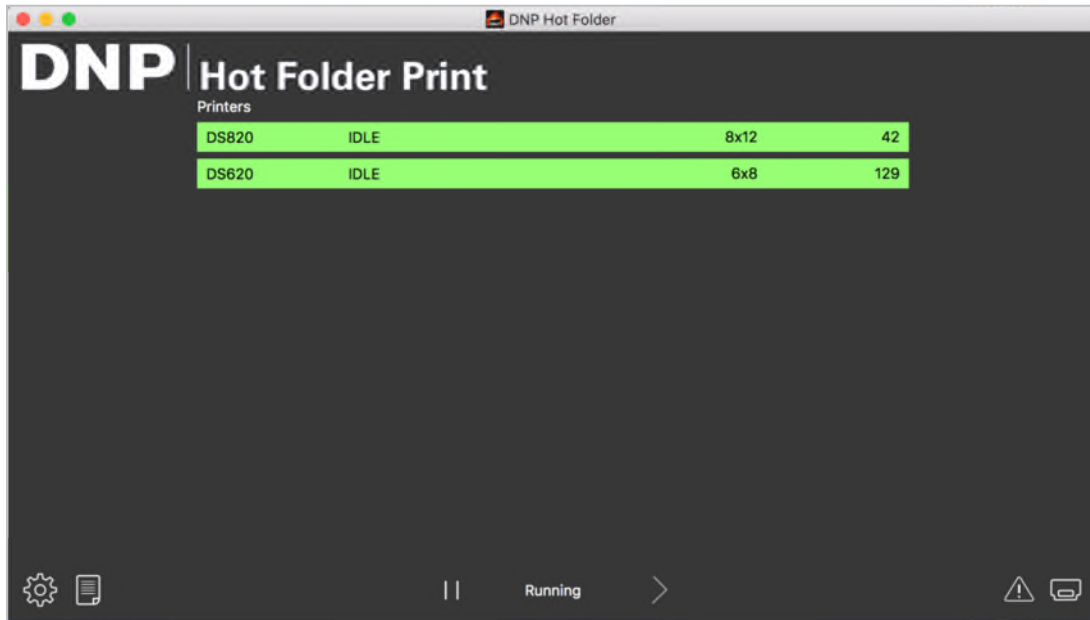 DNP Hot Folder
DNP Hot Folder Print
Printers
DS820 IDLE 8x12 42
DS620 IDLE 6x8 129
Running